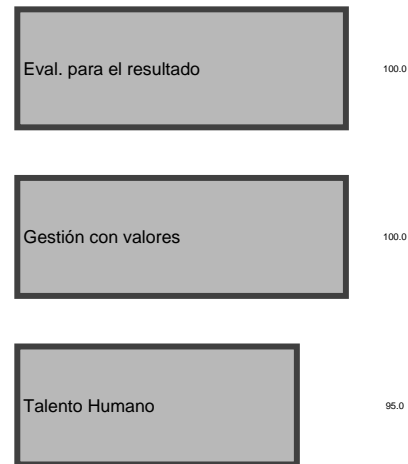 Eval. para el resultado 100.0
Gestión con valores 100.0
Talento Humano 95.0